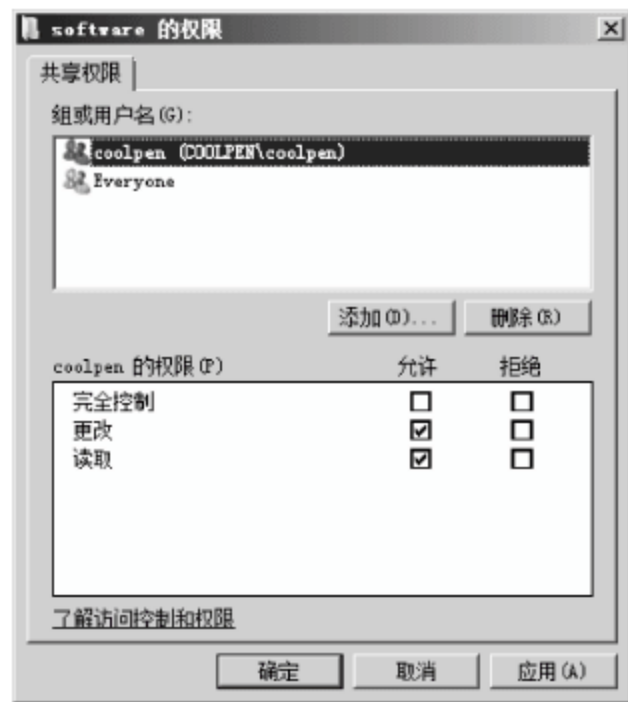 software 的权限
共享权限
组或用户名(G):
coolpen (COOLPEN\coolpen)
Everyone
添加(D)... 删除(R)
coolpen 的权限(P) 允许 拒绝
完全控制
更改
读取
了解访问控制和权限
确定 取消 应用(A)